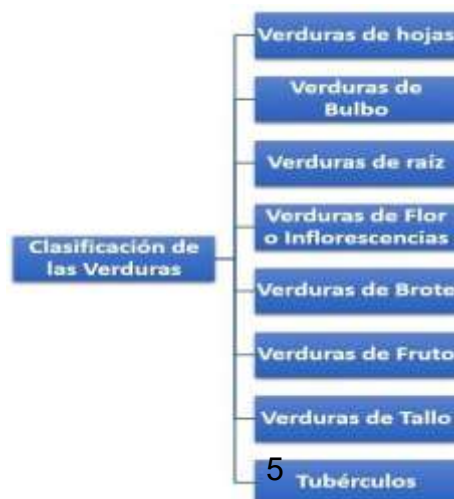 Verduras de hojas
Verduras de
Bulbo
Verduras de raíz
Verduras de Flor
o Inflorescencias
Clasificación de
las Verduras
Verduras de Brote
Verduras de Fruto
Verduras de Tallo
5
Tubérculos